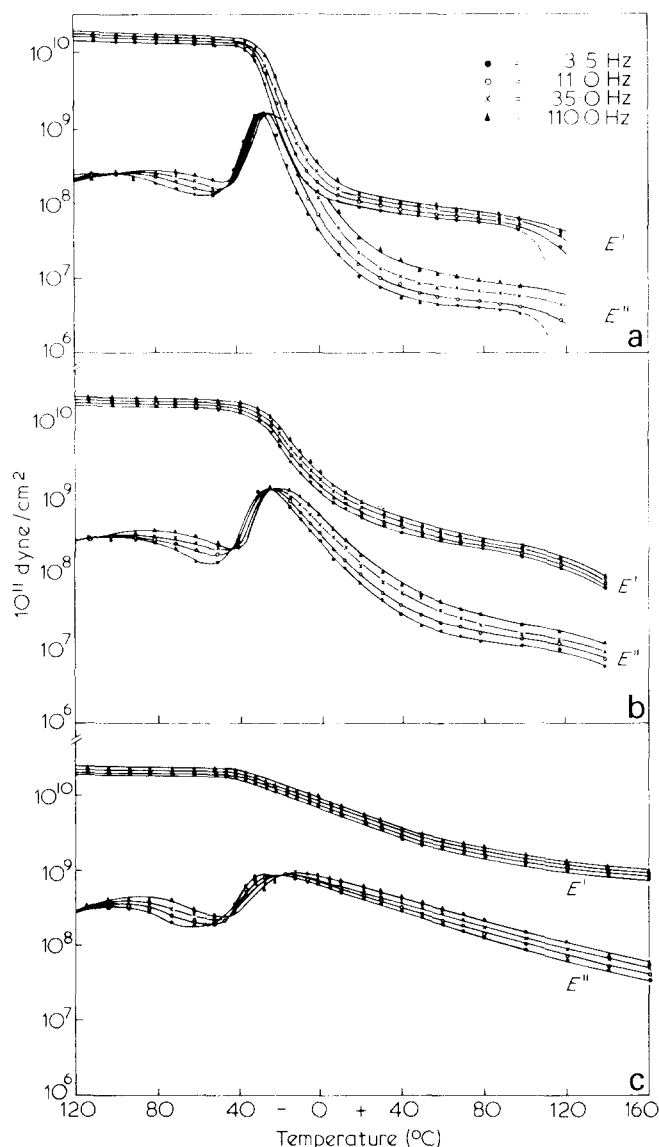 10¹⁰
10⁹
10⁸
10⁷
10⁶
• = 3·5 Hz
○ = 11·0 Hz
× = 35·0 Hz
▲ = 110·0 Hz
E'
E"
a
10¹⁰
10⁹
10⁸
10⁷
10⁶
E'
E"
b
10¹¹ dyne/cm²
10¹⁰
10⁹
10⁸
10⁷
10⁶
E'
E"
c
120 80 40 − 0 + 40 80 120 160
Temperature (°C)